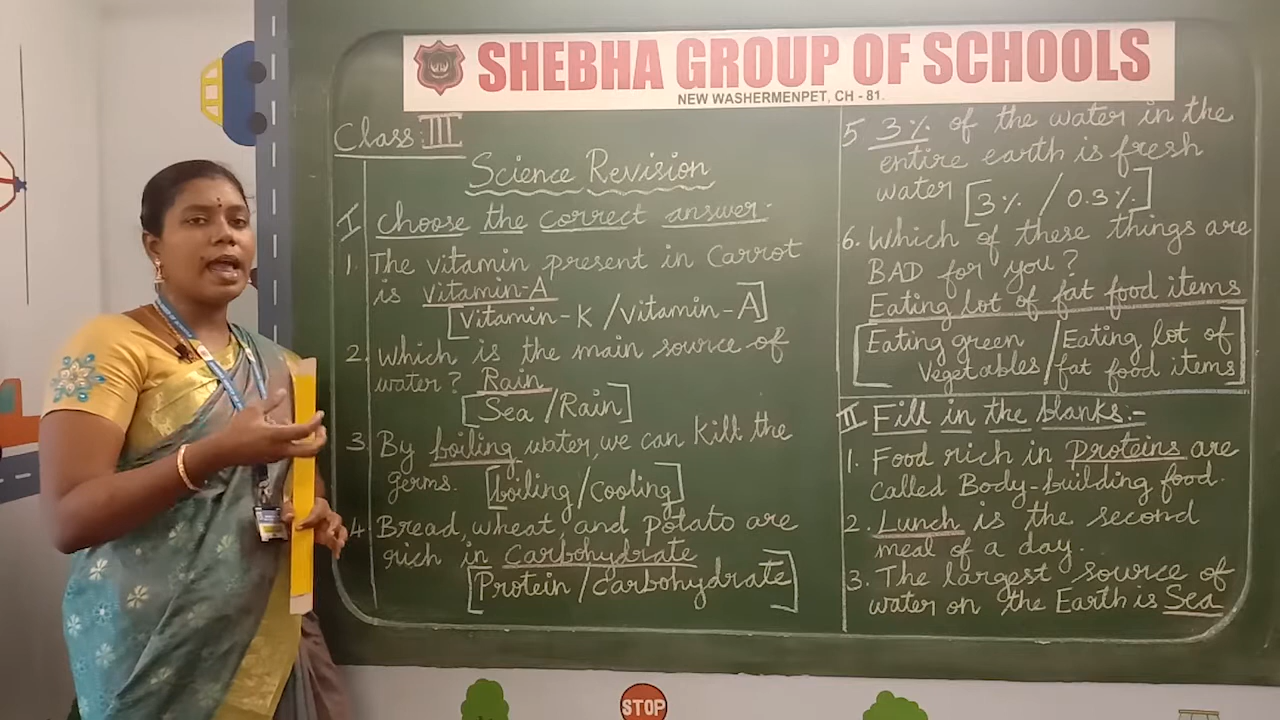 SHEBHA GROUP OF SCHOOLS
NEW WASHERMENPET, CH - 81.
Class: III
Science Revision
I Choose the correct answer.
1. The vitamin present in Carrot
is vitamin-A
[Vitamin-K/vitamin-A]
2. Which is the main source of
water? Rain
[Sea/Rain]
3. By boiling water, we can kill the
germs. [boiling/cooling]
4. Bread, wheat and potato are
rich in Carbohydrate
[Protein/carbohydrate]
5 3% of the water in the
entire earth is fresh
water [3% / 0.3%]
6. Which of these things are
BAD for you?
Eating lot of fat food items
[Eating green / Eating lot of
Vegetables / fat food items]
II Fill in the blanks:-
1. Food rich in Proteins are
called Body-building food.
2. Lunch is the second
meal of a day.
3. The largest source of
water on the Earth is Sea
STOP